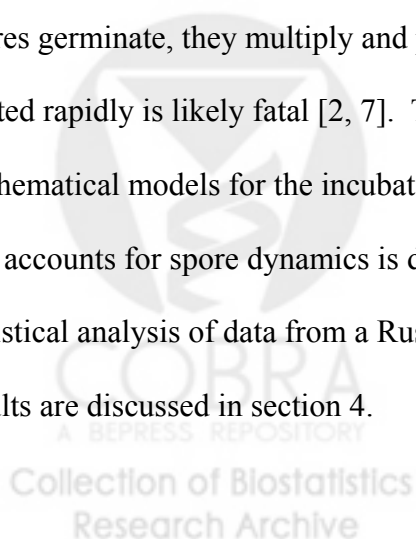 res germinate, they multiply and
ted rapidly is likely fatal [2, 7].
hematical models for the incubat
accounts for spore dynamics is
istical analysis of data from a Rus
ults are discussed in section 4.
COBRA
A BEPRESS REPOSITORY
Collection of Biostatistics
Research Archive